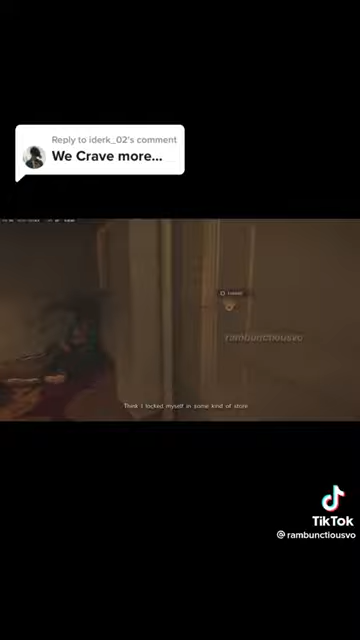 Reply to iderk_02's comment
We Crave more...
rambunctiousvo
Think I locked myself in some kind of store
TikTok
@rambunctiousvo